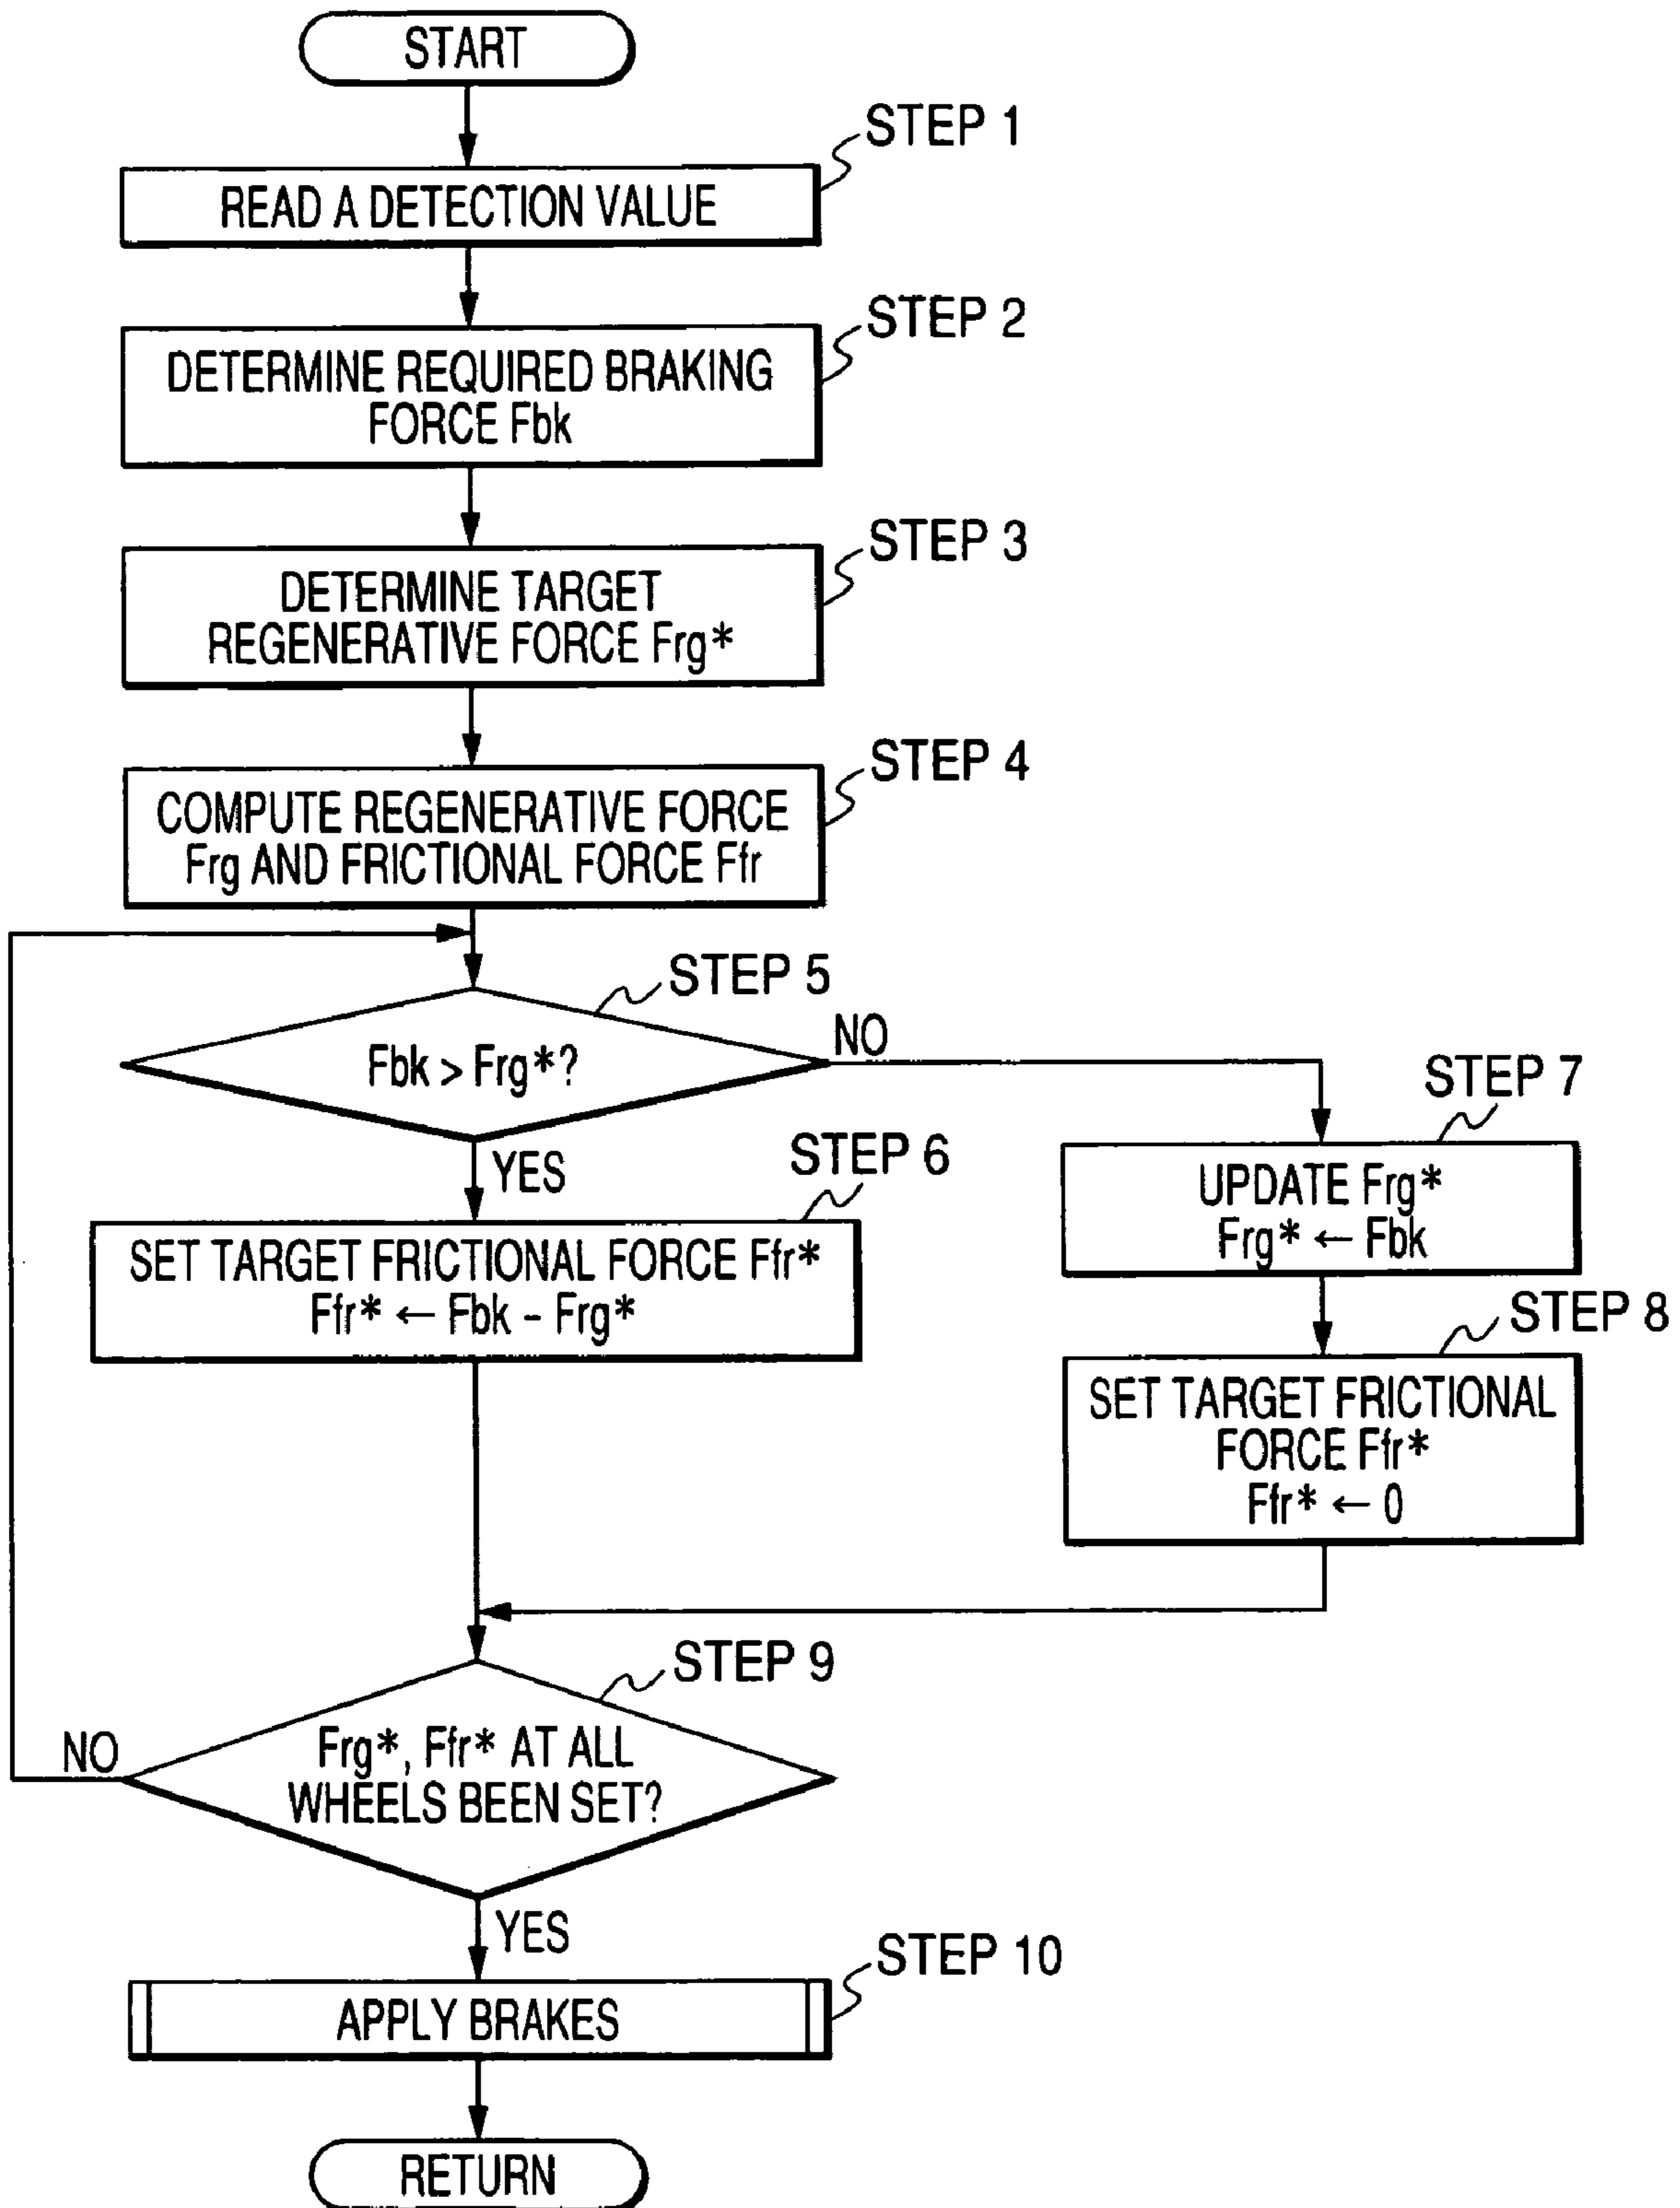 START
STEP 1
READ A DETECTION VALUE
STEP 2
DETERMINE REQUIRED BRAKING
FORCE Fbk
STEP 3
DETERMINE TARGET
REGENERATIVE FORCE Frg*
STEP 4
COMPUTE REGENERATIVE FORCE
Frg AND FRICTIONAL FORCE Ffr
STEP 5
Fbk > Frg*?
NO
YES
STEP 6
SET TARGET FRICTIONAL FORCE Ffr*
Ffr* ← Fbk - Frg*
STEP 7
UPDATE Frg*
Frg* ← Fbk
STEP 8
SET TARGET FRICTIONAL
FORCE Ffr*
Ffr* ← 0
STEP 9
Frg*, Ffr* AT ALL
WHEELS BEEN SET?
NO
YES
STEP 10
APPLY BRAKES
RETURN